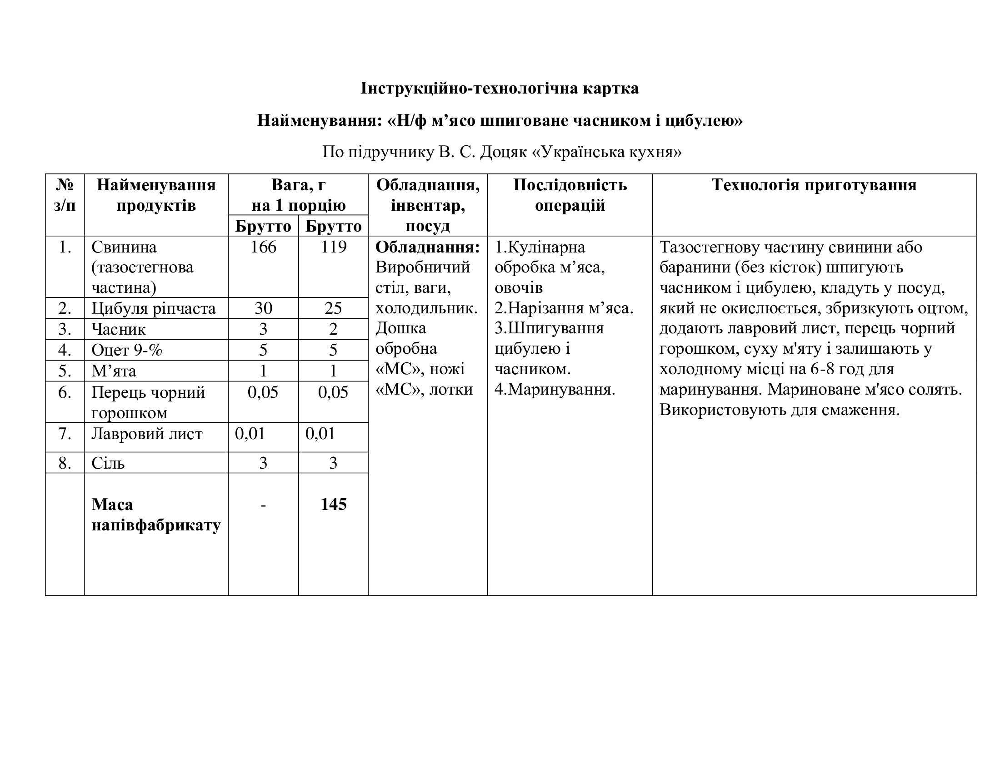 Інструкційно-технологічна картка
Найменування: «Н/ф м’ясо шпиговане часником і цибулею»
По підручнику В. С. Доцяк «Українська кухня»
№
з/п
Найменування
продуктів
Вага, г
на 1 порцію
Брутто
Брутто
Обладнання,
інвентар,
посуд
Послідовність
операцій
Технологія приготування
1.
Свинина
(тазостегнова
частина)
166
119
2.
Цибуля ріпчаста
30
25
3.
Часник
3
2
4.
Оцет 9-%
5
5
5.
М’ята
1
1
6.
Перець чорний
горошком
0,05
0,05
7.
Лавровий лист
0,01
0,01
8.
Сіль
3
3
Маса
напівфабрикату
-
145
Обладнання:
Виробничий
стіл, ваги,
холодильник.
Дошка
обробна
«МС», ножі
«МС», лотки
1.Кулінарна
обробка м’яса,
овочів
2.Нарізання м’яса.
3.Шпигування
цибулею і
часником.
4.Маринування.
Тазостегнову частину свинини або
баранини (без кісток) шпигують
часником і цибулею, кладуть у посуд,
який не окислюється, збризкують оцтом,
додають лавровий лист, перець чорний
горошком, суху м'яту і залишають у
холодному місці на 6-8 год для
маринування. Мариноване м'ясо солять.
Використовують для смаження.